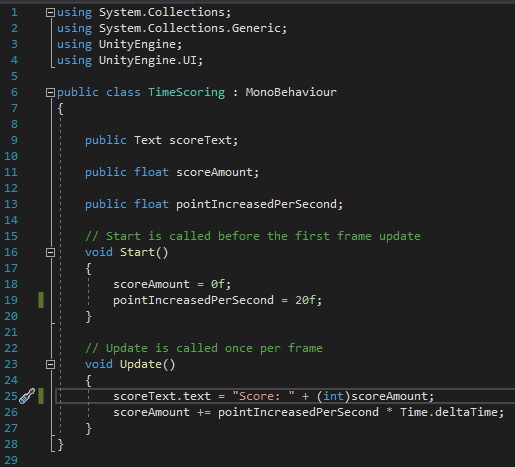 1 using System.Collections;
2 using System.Collections.Generic;
3 using UnityEngine;
4 using UnityEngine.UI;
5
6 public class TimeScoring : MonoBehaviour
7 {
8
9 public Text scoreText;
10
11 public float scoreAmount;
12
13 public float pointIncreasedPerSecond;
14
15 // Start is called before the first frame update
16 void Start()
17 {
18 scoreAmount = 0f;
19 pointIncreasedPerSecond = 20f;
20 }
21
22 // Update is called once per frame
23 void Update()
24 {
25 scoreText.text = "Score: " + (int)scoreAmount;
26 scoreAmount += pointIncreasedPerSecond * Time.deltaTime;
27 }
28 }
29